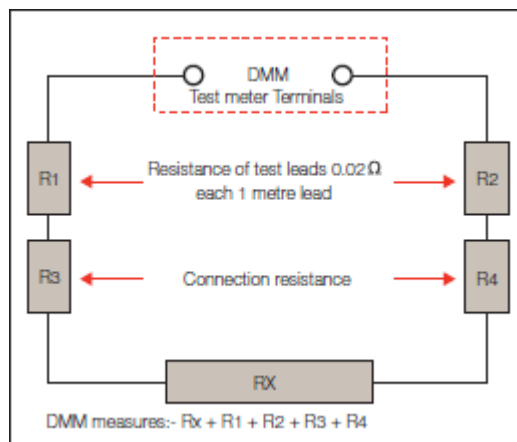 DMM
Test meter Terminals
R1
Resistance of test leads 0.02Ω
each 1 metre lead
R2
R3
Connection resistance
R4
RX
DMM measures:- Rx + R1 + R2 + R3 + R4